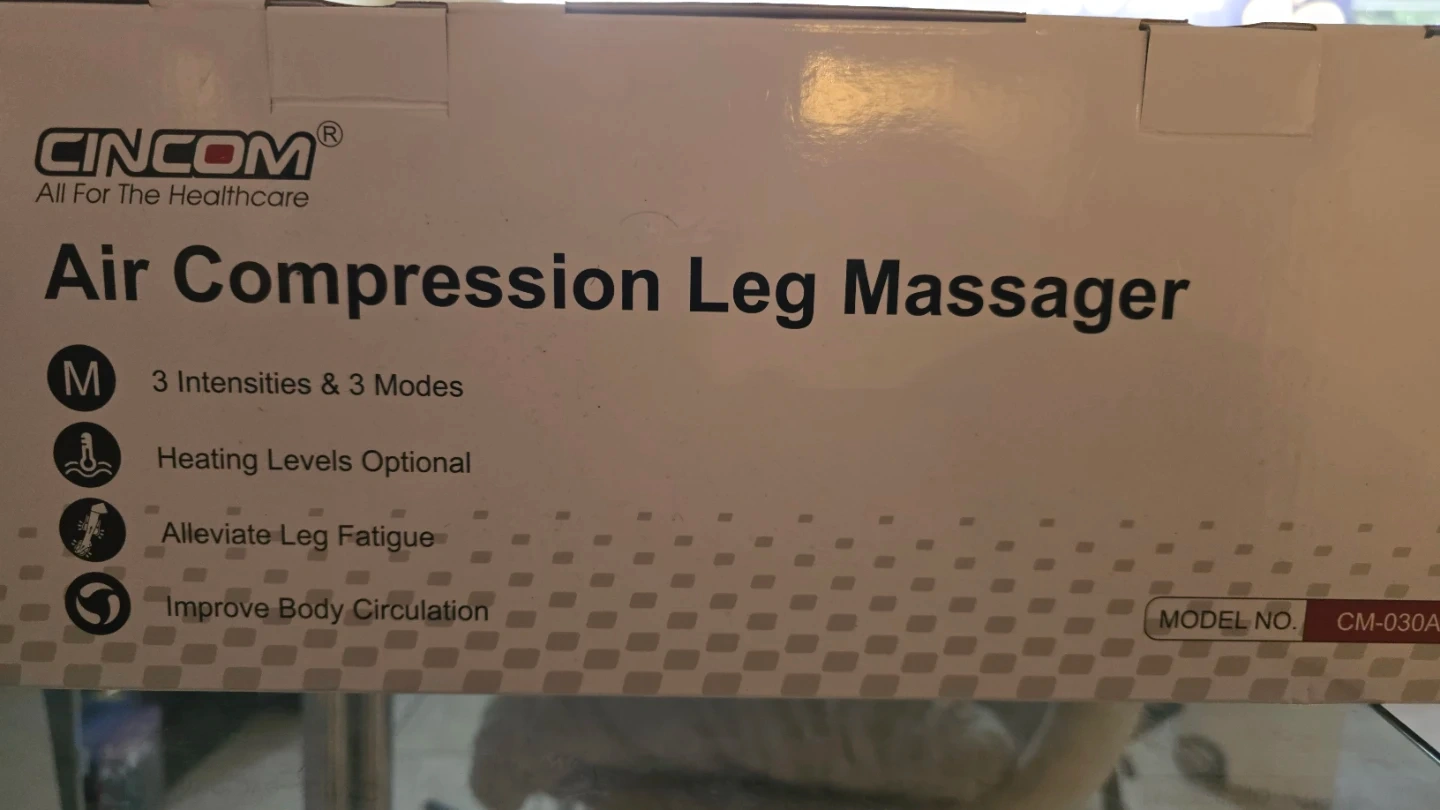 CINCOM®
All For The Healthcare
Air Compression Leg Massager
M 3 Intensities & 3 Modes
Heating Levels Optional
Alleviate Leg Fatigue
Improve Body Circulation
MODEL NO. CM-030A